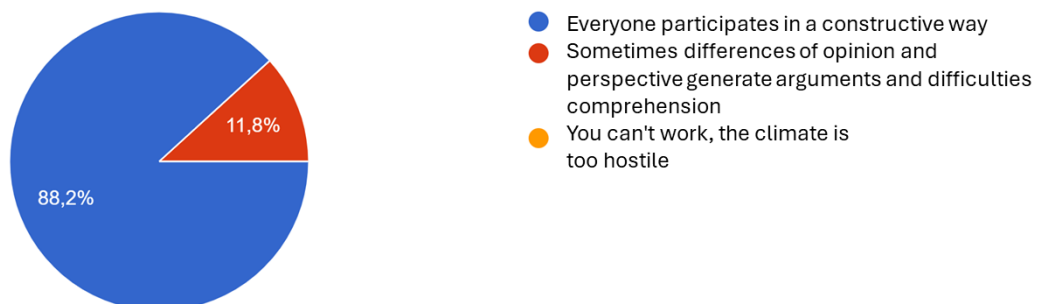 88,2%
11,8%
Everyone participates in a constructive way
Sometimes differences of opinion and
perspective generate arguments and difficulties
comprehension
You can't work, the climate is
too hostile